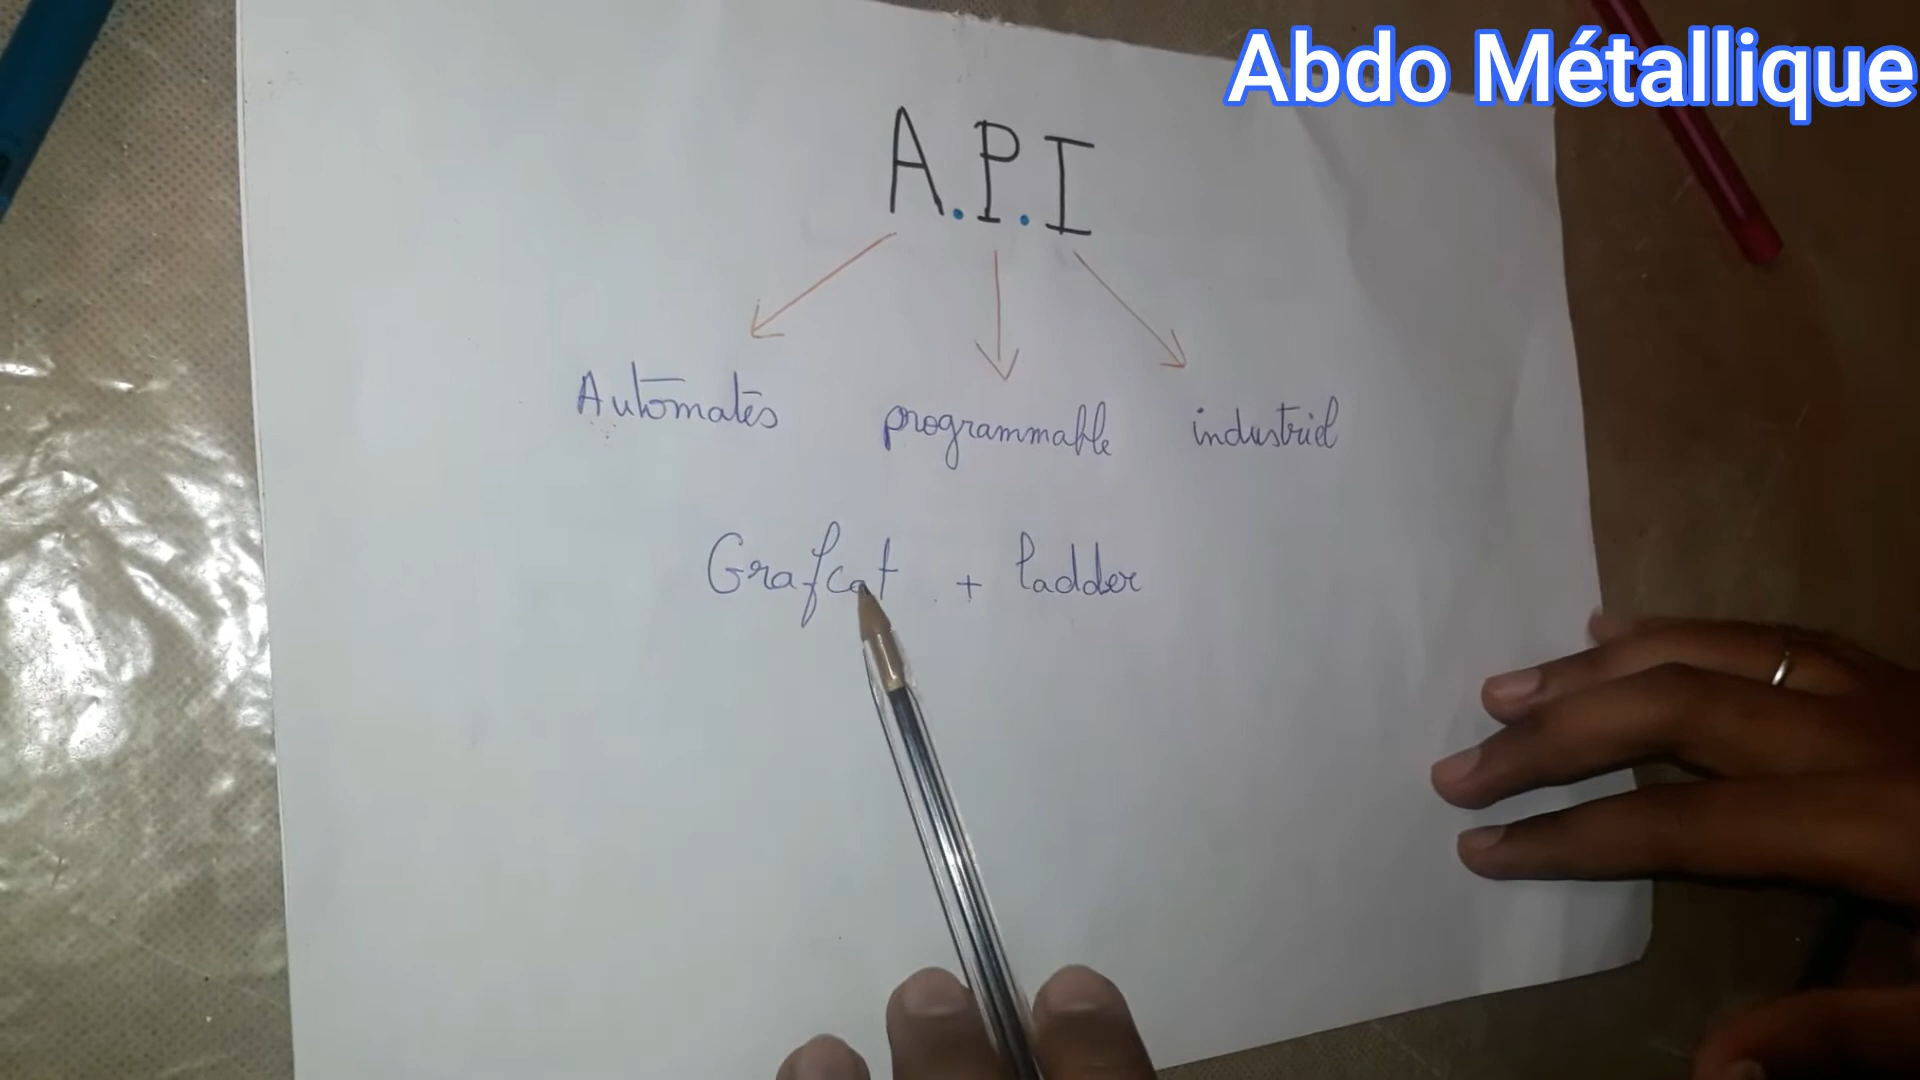 Abdo Métallique
A.P.I
Automates programmable industriel
Grafcat + ladder